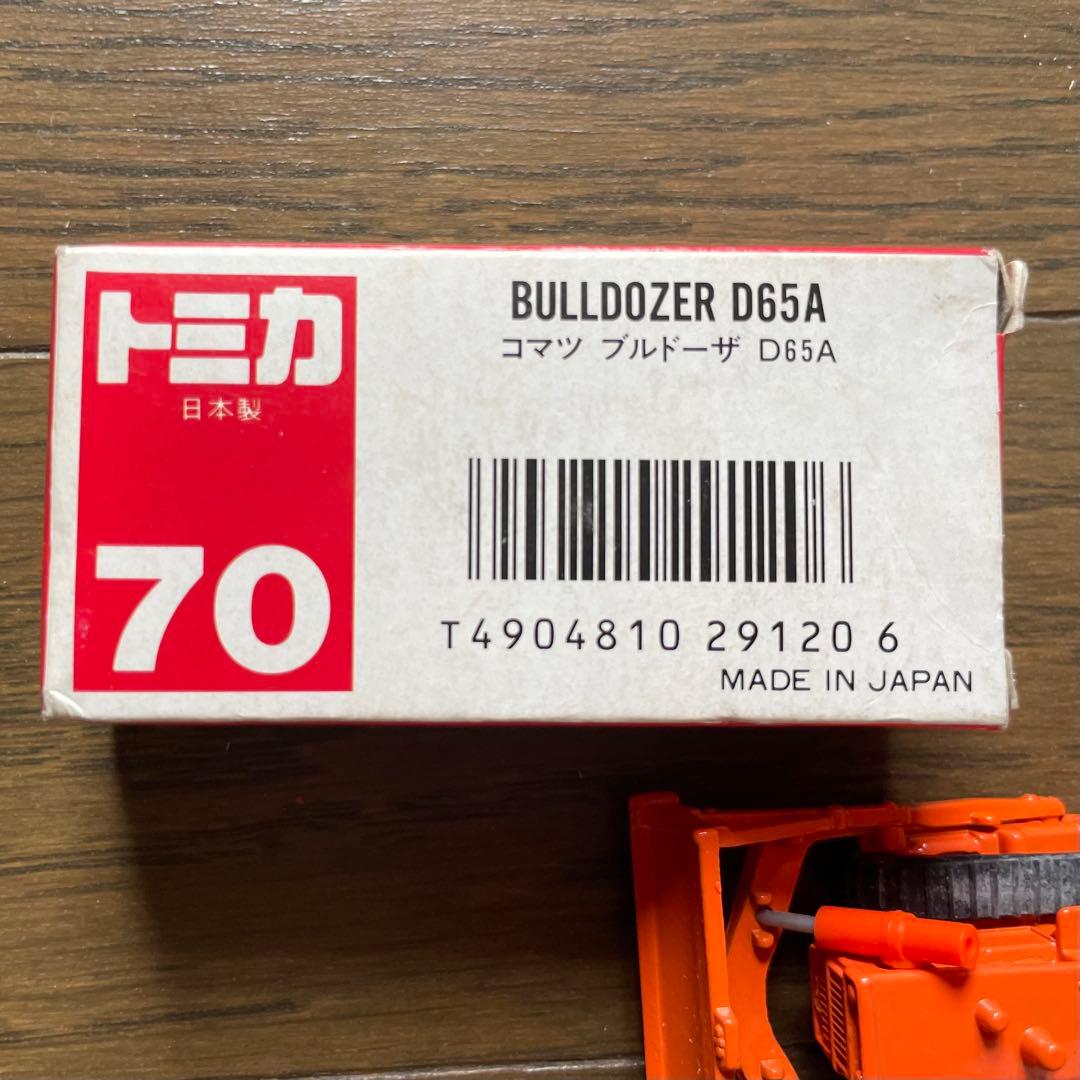 トミカ
日本製
70
BULLDOZER D65A
コマツ ブルドーザ D65A
T4904810 29120 6
MADE IN JAPAN